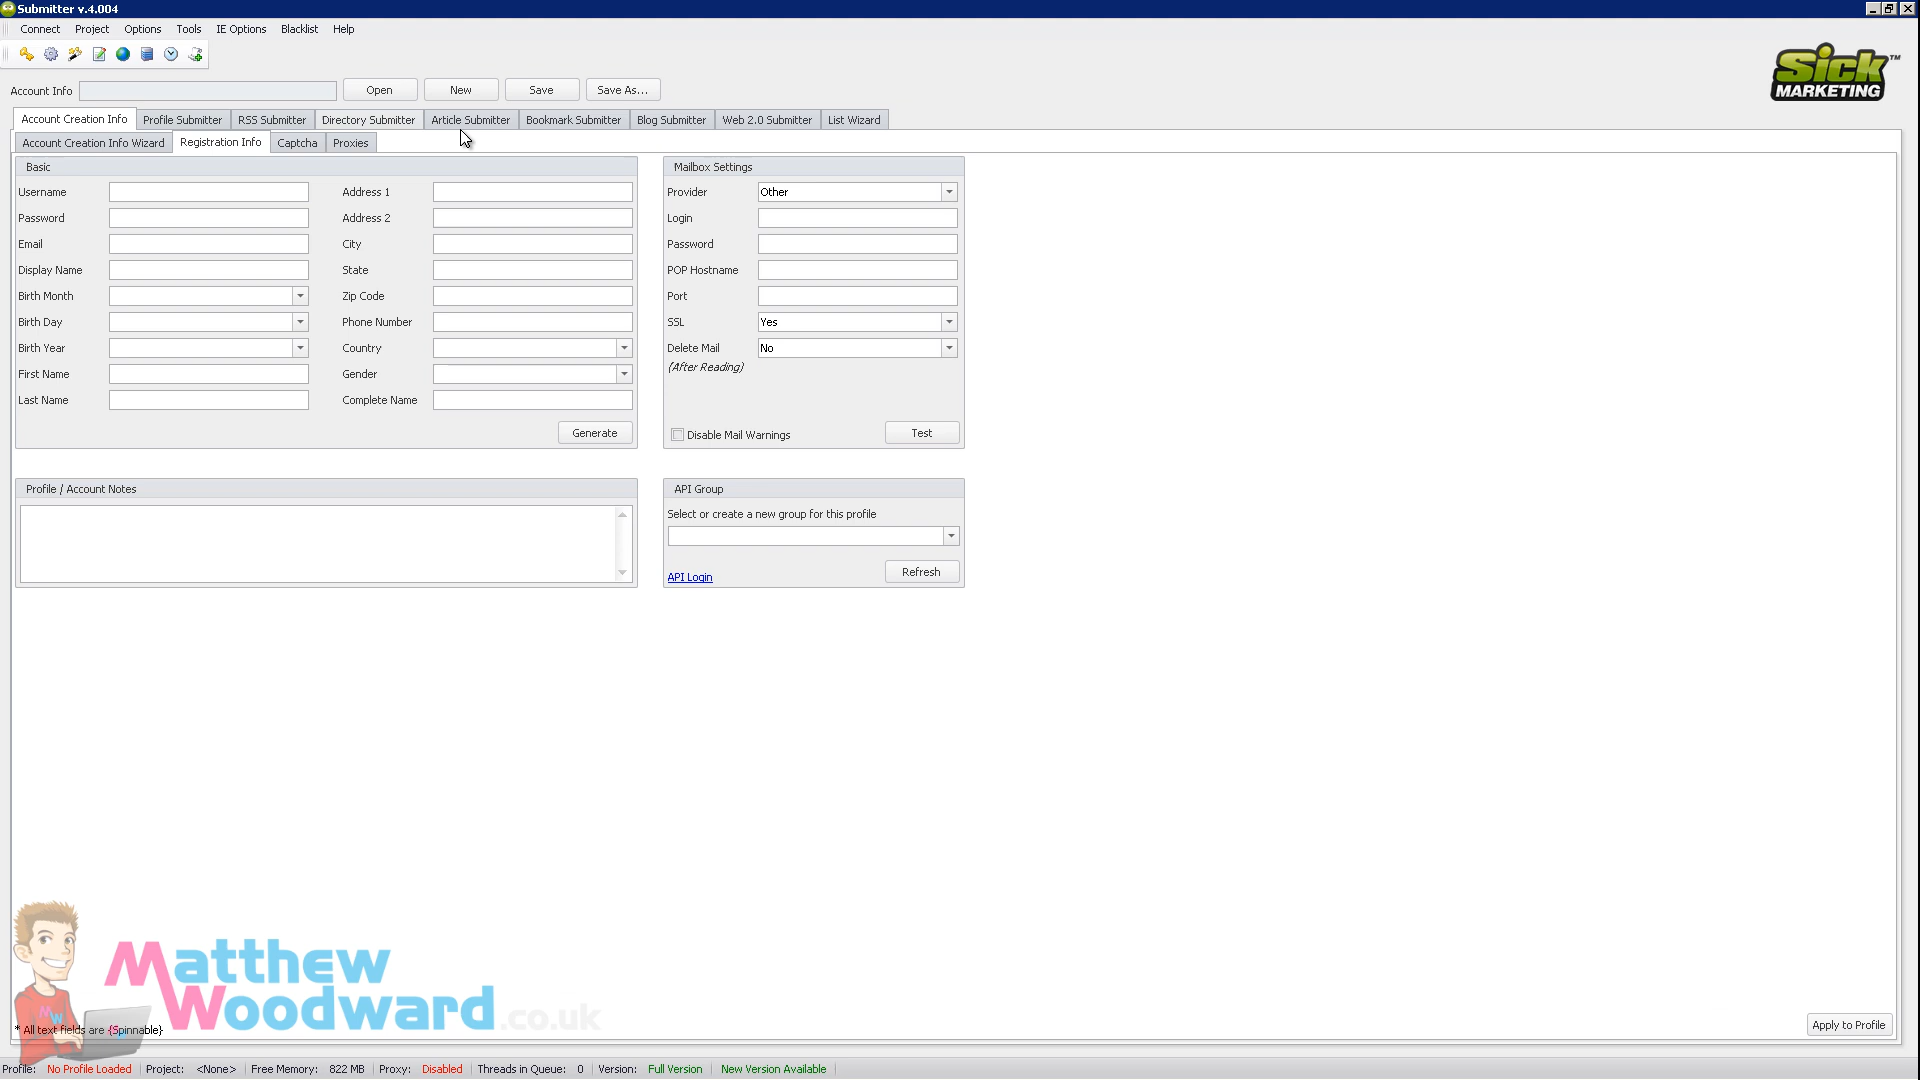 Submitter v.4.004
Connect Project Options Tools IE Options Blacklist Help
Sick™
MARKETING
Account Info Open New Save Save As...
Account Creation Info Profile Submitter RSS Submitter Directory Submitter Article Submitter Bookmark Submitter Blog Submitter Web 2.0 Submitter List Wizard
Account Creation Info Wizard Registration Info Captcha Proxies
Basic Mailbox Settings
Username Address 1 Provider Other
Password Address 2 Login
Email City Password
Display Name State POP Hostname
Birth Month Zip Code Port
Birth Day Phone Number SSL Yes
Birth Year Country Delete Mail No
(After Reading)
First Name Gender
Last Name Complete Name
Generate Disable Mail Warnings Test
Profile / Account Notes API Group
Select or create a new group for this profile
API Login Refresh
Matthew
Woodward.co.uk
MW
* All text fields are {Spinnable}
Apply to Profile
Profile: No Profile Loaded Project: <None> Free Memory: 822 MB Proxy: Disabled Threads in Queue: 0 Version: Full Version New Version Available